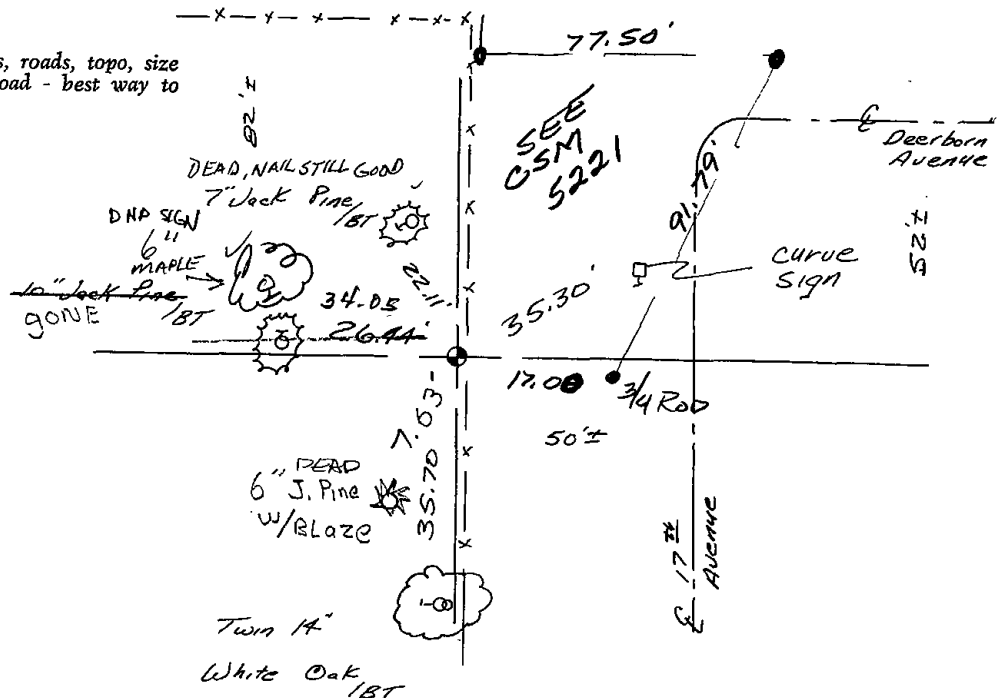 77.50'
s, roads, topo, size
oad - best way to
82'±
SEE
CSM
5221
℄
Deerborn
Avenue
DEAD, NAIL STILL GOOD
7" Jack Pine
/BT
91.79'
52'±
DNR SIGN
6"
MAPLE
curve
sign
10" Jack Pine
/BT
GONE
34.05
22.11'
26.44'
35.30'
17.00
3/4 ROD
50'±
7.63'
DEAD
6" J. Pine
W/BLAZE
35.70
℄ 17th
Avenue
Twin 14"
White Oak
/BT